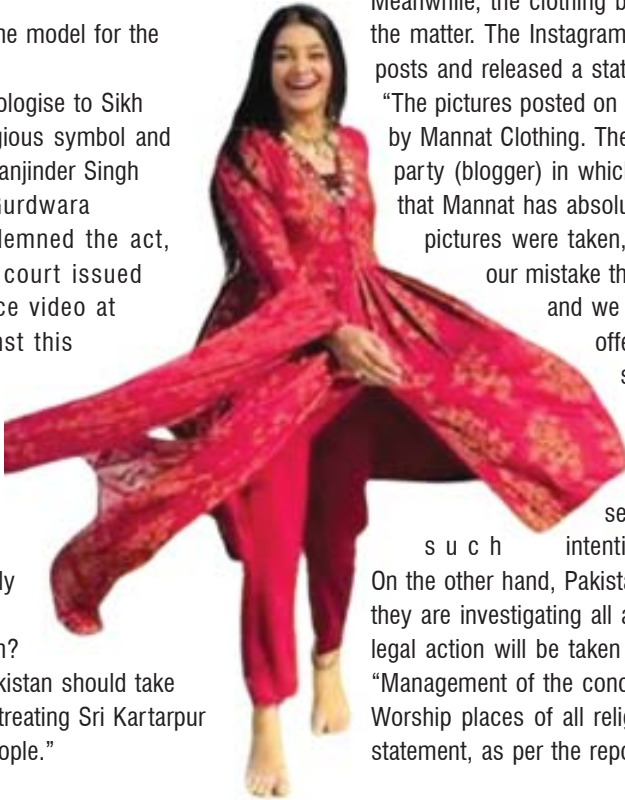 ne model for the
ologise to Sikh
gious symbol and
anjinder Singh
Gurdwara
demned the act,
court issued
ce video at
nst this
ly
n?
kistan should take
treating Sri Kartarpur
ople.”
Meanwhile, the clothing b
the matter. The Instagram
posts and released a stat
“The pictures posted on
by Mannat Clothing. The
party (blogger) in whic
that Mannat has absolu
pictures were taken,
our mistake th
and we
offe
s
se
such intenti
On the other hand, Pakista
they are investigating all a
legal action will be taken
“Management of the conc
Worship places of all relig
statement, as per the repo